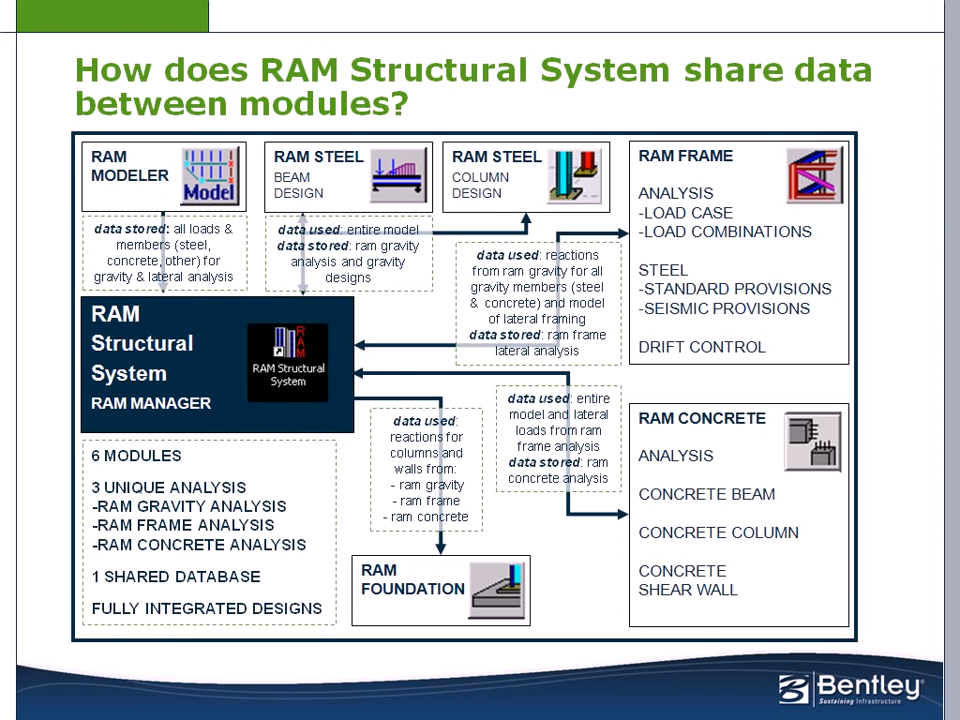 How does RAM Structural System share data
between modules?
RAM
MODELER
Model
RAM STEEL
BEAM
DESIGN
RAM STEEL
COLUMN
DESIGN
RAM FRAME
ANALYSIS
-LOAD CASE
-LOAD COMBINATIONS
STEEL
-STANDARD PROVISIONS
-SEISMIC PROVISIONS
DRIFT CONTROL
data stored: all loads &
members (steel,
concrete, other) for
gravity & lateral analysis
data used: entire model
data stored: ram gravity
analysis and gravity
designs
data used: reactions
from ram gravity for all
gravity members (steel
& concrete) and model
of lateral framing
data stored: ram frame
lateral analysis
RAM
Structural
System
RAM MANAGER
RAM
RAM Structural
System
data used:
reactions for
columns and
walls from:
- ram gravity
- ram frame
- ram concrete
data used: entire
model and lateral
loads from ram
frame analysis
data stored: ram
concrete analysis
RAM CONCRETE
ANALYSIS
CONCRETE BEAM
CONCRETE COLUMN
CONCRETE
SHEAR WALL
6 MODULES
3 UNIQUE ANALYSIS
-RAM GRAVITY ANALYSIS
-RAM FRAME ANALYSIS
-RAM CONCRETE ANALYSIS
1 SHARED DATABASE
FULLY INTEGRATED DESIGNS
RAM
FOUNDATION
Bentley
Sustaining Infrastructure